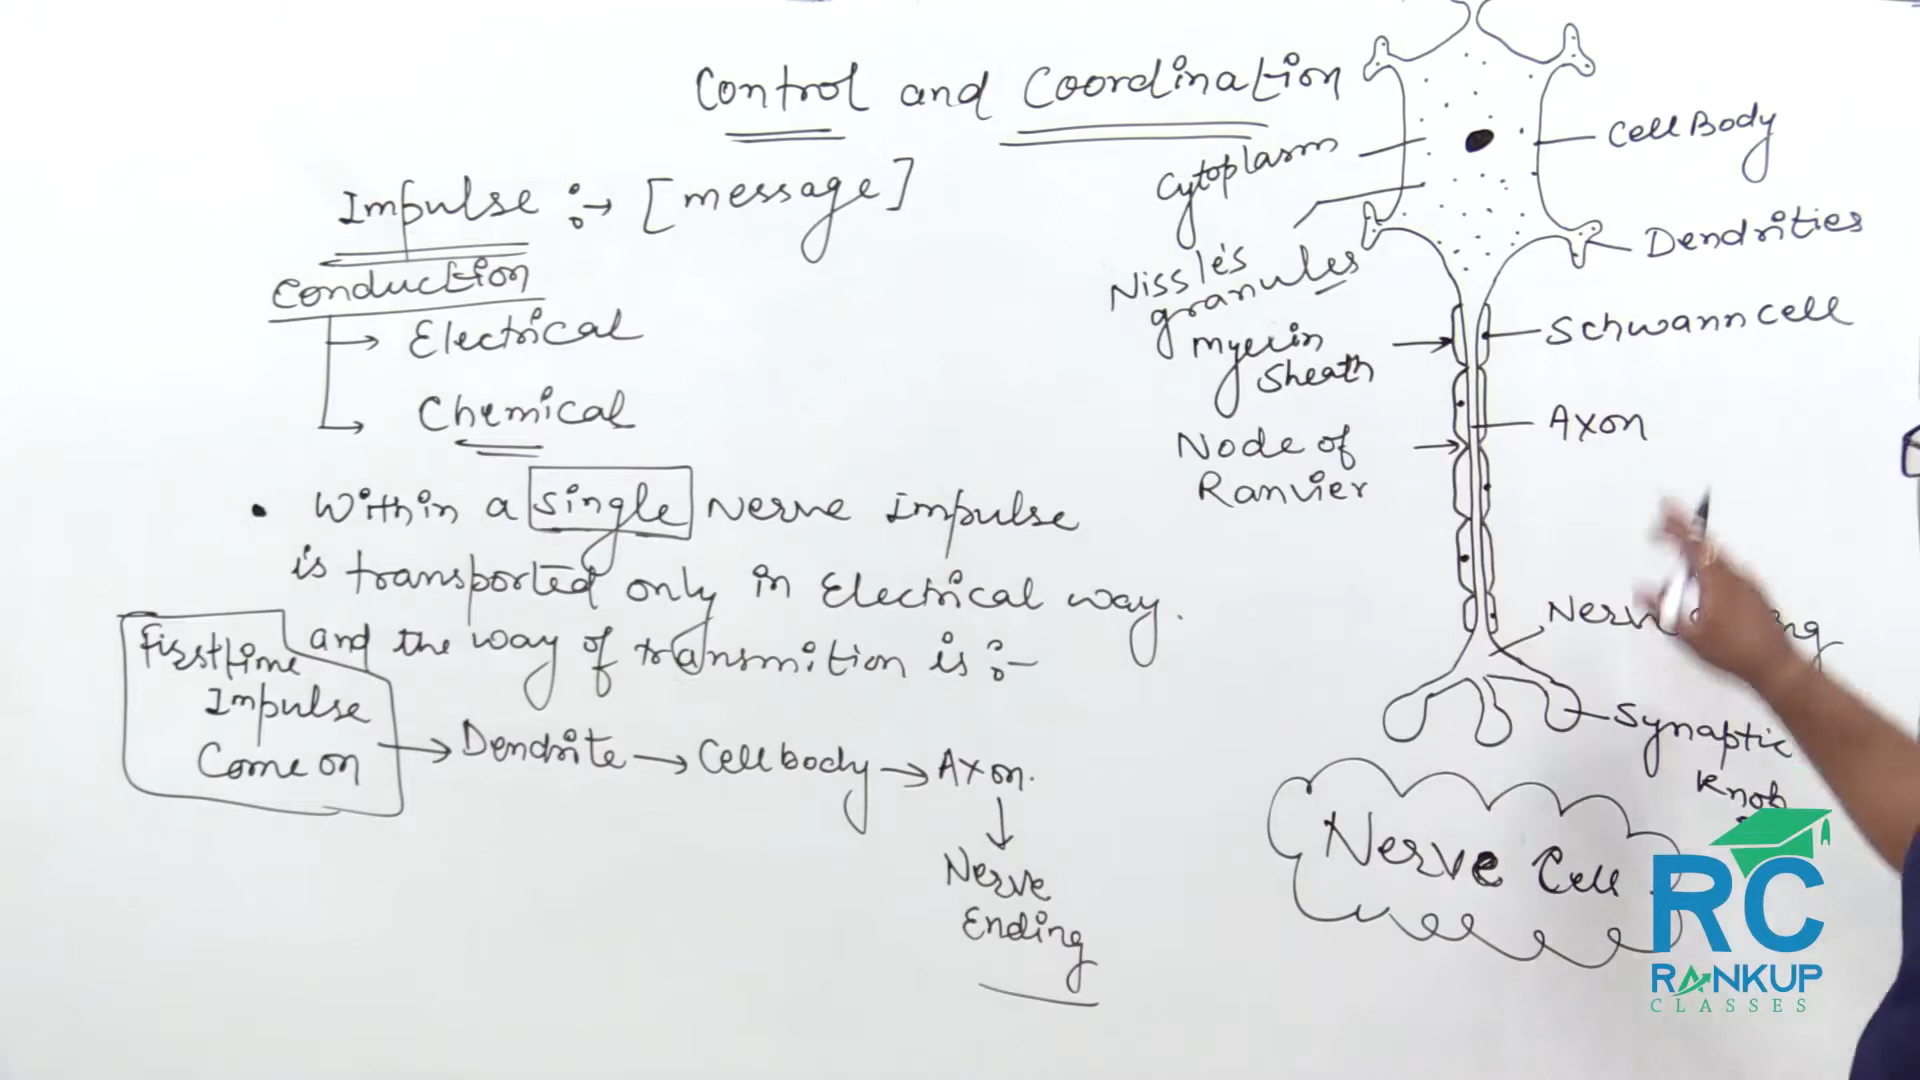 Control and Coordination
Impulse :→ [message]
Conduction
→ Electrical
→ Chemical
• Within a single nerve impulse
is transported only in Electrical way.
and the way of transmition is :-
First time
Impulse
Come on
→ Dendrite → Cell body → Axon.
↓
Nerve
Ending
Cytoplasm
Cell Body
Nissle's
granules
Dendrities
Myelin
Sheath
Schwann cell
Axon
Node of
Ranvier
Synaptic
Knob
Nerve Cell
RC
RANKUP
CLASSES